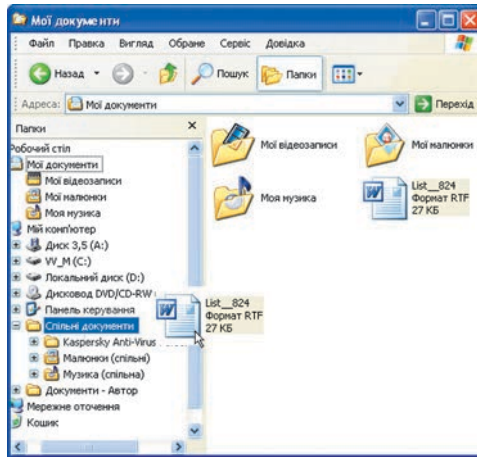 Мої документи
Файл Правка Вигляд Обране Сервіс Довідка
Назад Пошук Папки
Адреса: Мої документи Перехід
Папки
Робочий стіл
Мої документи
Мої відеозаписи
Мої малюнки
Моя музика
Мій комп'ютер
Диск 3,5 (A:)
VV_M (C:)
Локальний диск (D:)
Дисковод DVD/CD-RW
Панель керування
Спільні документи
Kaspersky Anti-Virus
Малюнки (спільні)
Музика (спільна)
Документи - Автор
Мережне оточення
Кошик
Мої відеозаписи
Мої малюнки
Моя музика
List__824
Формат RTF
27 КБ
List__824
Формат RTF
27 КБ